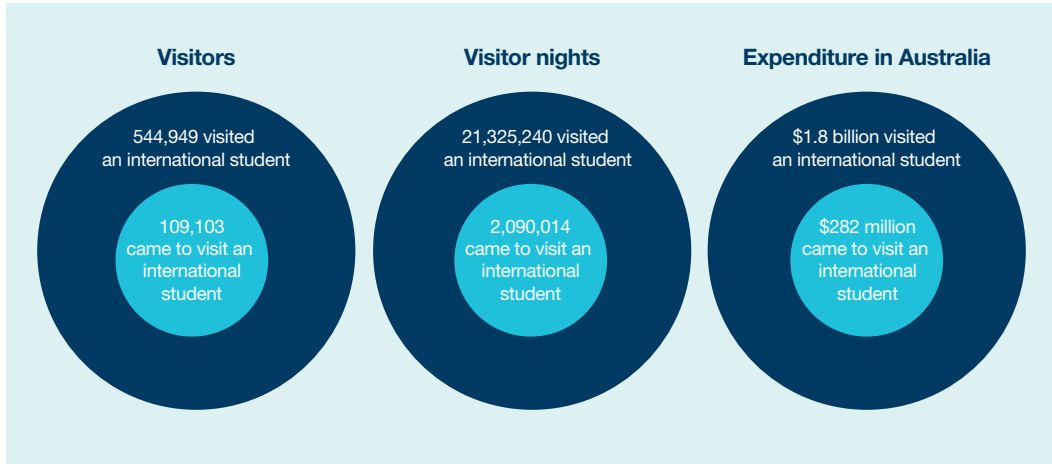 Visitors
544,949 visited
an international student
109,103
came to visit an
international
student
Visitor nights
21,325,240 visited
an international student
2,090,014
came to visit an
international
student
Expenditure in Australia
$1.8 billion visited
an international student
$282 million
came to visit an
international
student